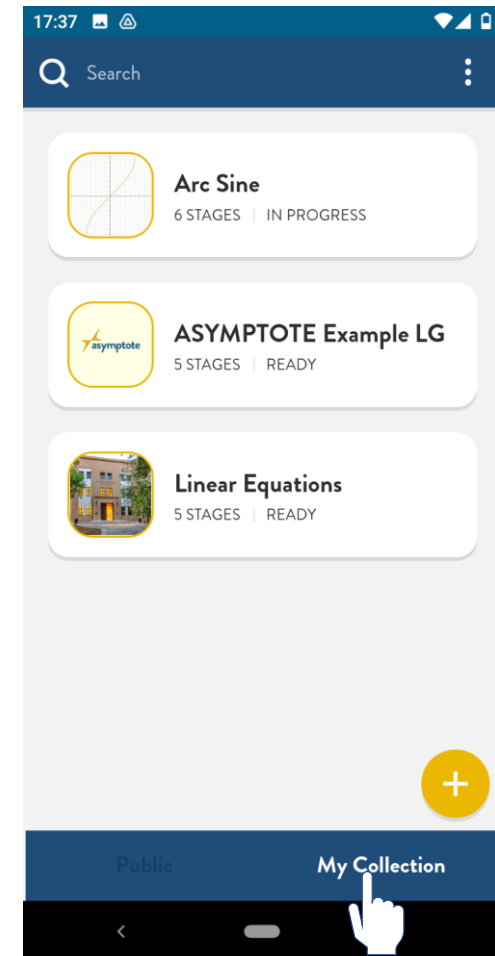 17:37
Search
Arc Sine
6 STAGES | IN PROGRESS
asymptote
ASYMPTOTE Example LG
5 STAGES | READY
Linear Equations
5 STAGES | READY
+
Public
My Collection